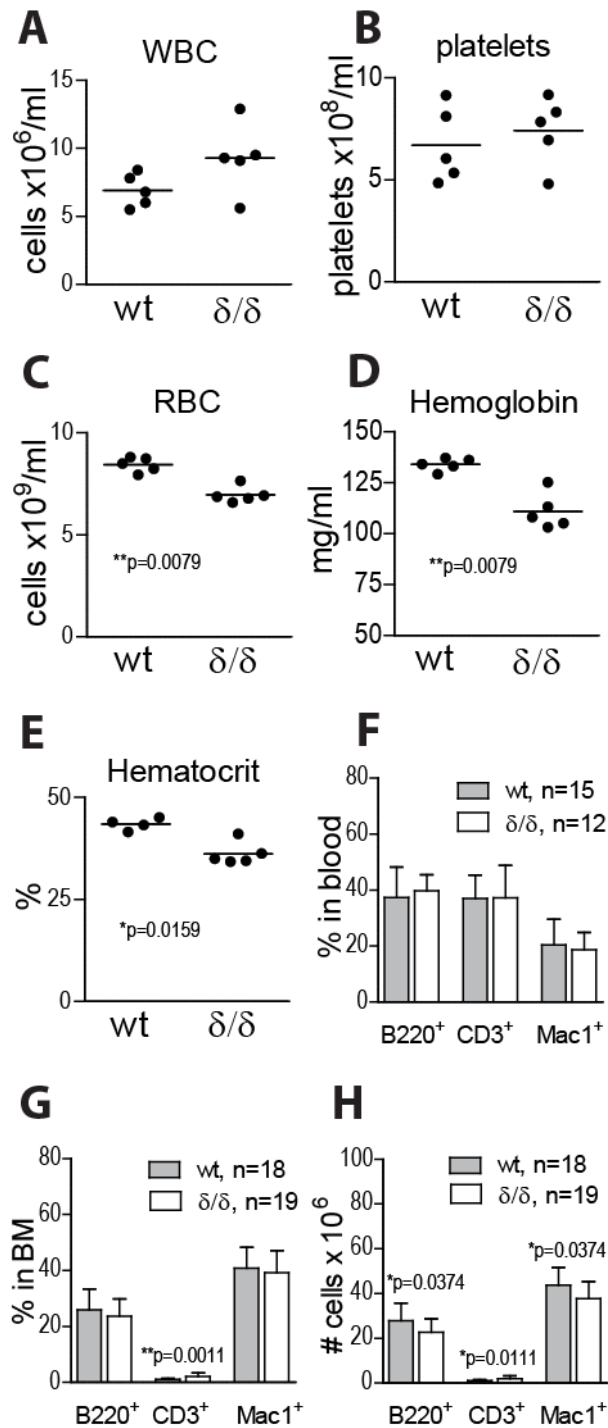 A
WBC
15
10
5
0
cells x10⁶/ml
wt
δ/δ
B
platelets
10
5
0
platelets x10⁸/ml
wt
δ/δ
C
RBC
10
5
0
cells x10⁹/ml
**p=0.0079
wt
δ/δ
D
Hemoglobin
150
125
100
75
50
mg/ml
**p=0.0079
wt
δ/δ
E
Hematocrit
50
25
0
%
*p=0.0159
wt
δ/δ
F
80
60
40
20
0
% in blood
wt, n=15
δ/δ, n=12
B220⁺ CD3⁺ Mac1⁺
G
80
60
40
20
0
% in BM
wt, n=18
δ/δ, n=19
**p=0.0011
B220⁺ CD3⁺ Mac1⁺
H
100
80
60
40
20
0
# cells x 10⁶
wt, n=18
δ/δ, n=19
*p=0.0374
*p=0.0374
*p=0.0111
B220⁺ CD3⁺ Mac1⁺